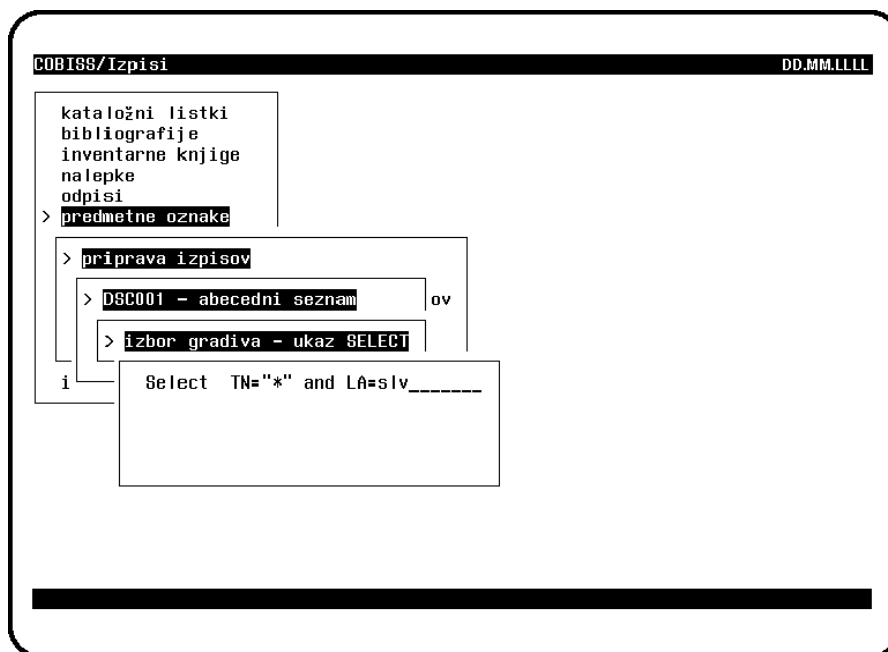 COBISS/Izpisi DD.MM.LLLL
kataložni listki
bibliografije
inventarne knjige
nalepke
odpisi
> predmetne oznake
> priprava izpisov
> DSC001 - abecedni seznam ov
> izbor gradiva - ukaz SELECT
i Select TN="*" and LA=slv_______